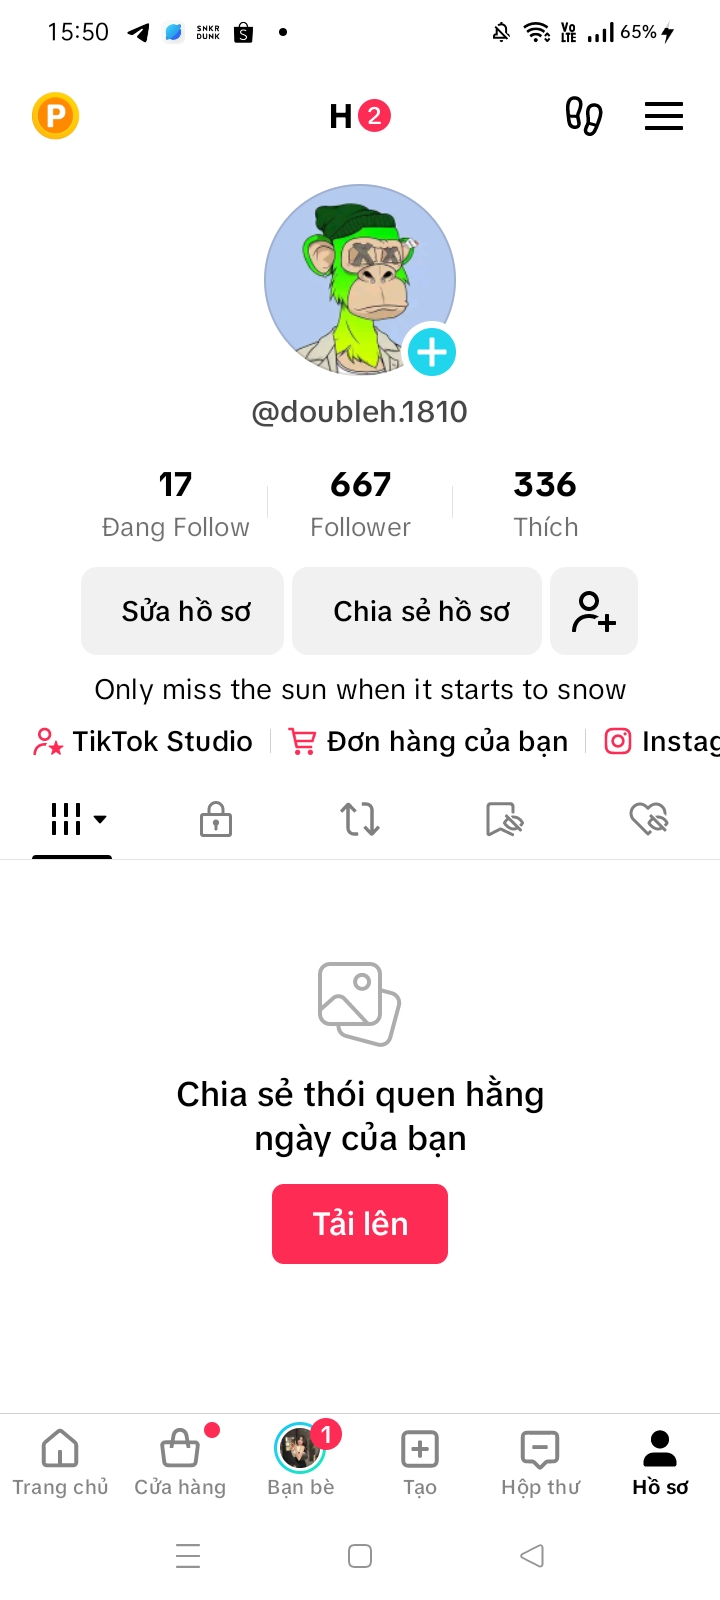 15:50 SNKR DUNK S Vo LTE 65%
P H 2
@doubleh.1810
17 667 336
Đang Follow Follower Thích
Sửa hồ sơ Chia sẻ hồ sơ
Only miss the sun when it starts to snow
TikTok Studio Đơn hàng của bạn Instag
Chia sẻ thói quen hằng
ngày của bạn
Tải lên
1
Trang chủ Cửa hàng Bạn bè Tạo Hộp thư Hồ sơ